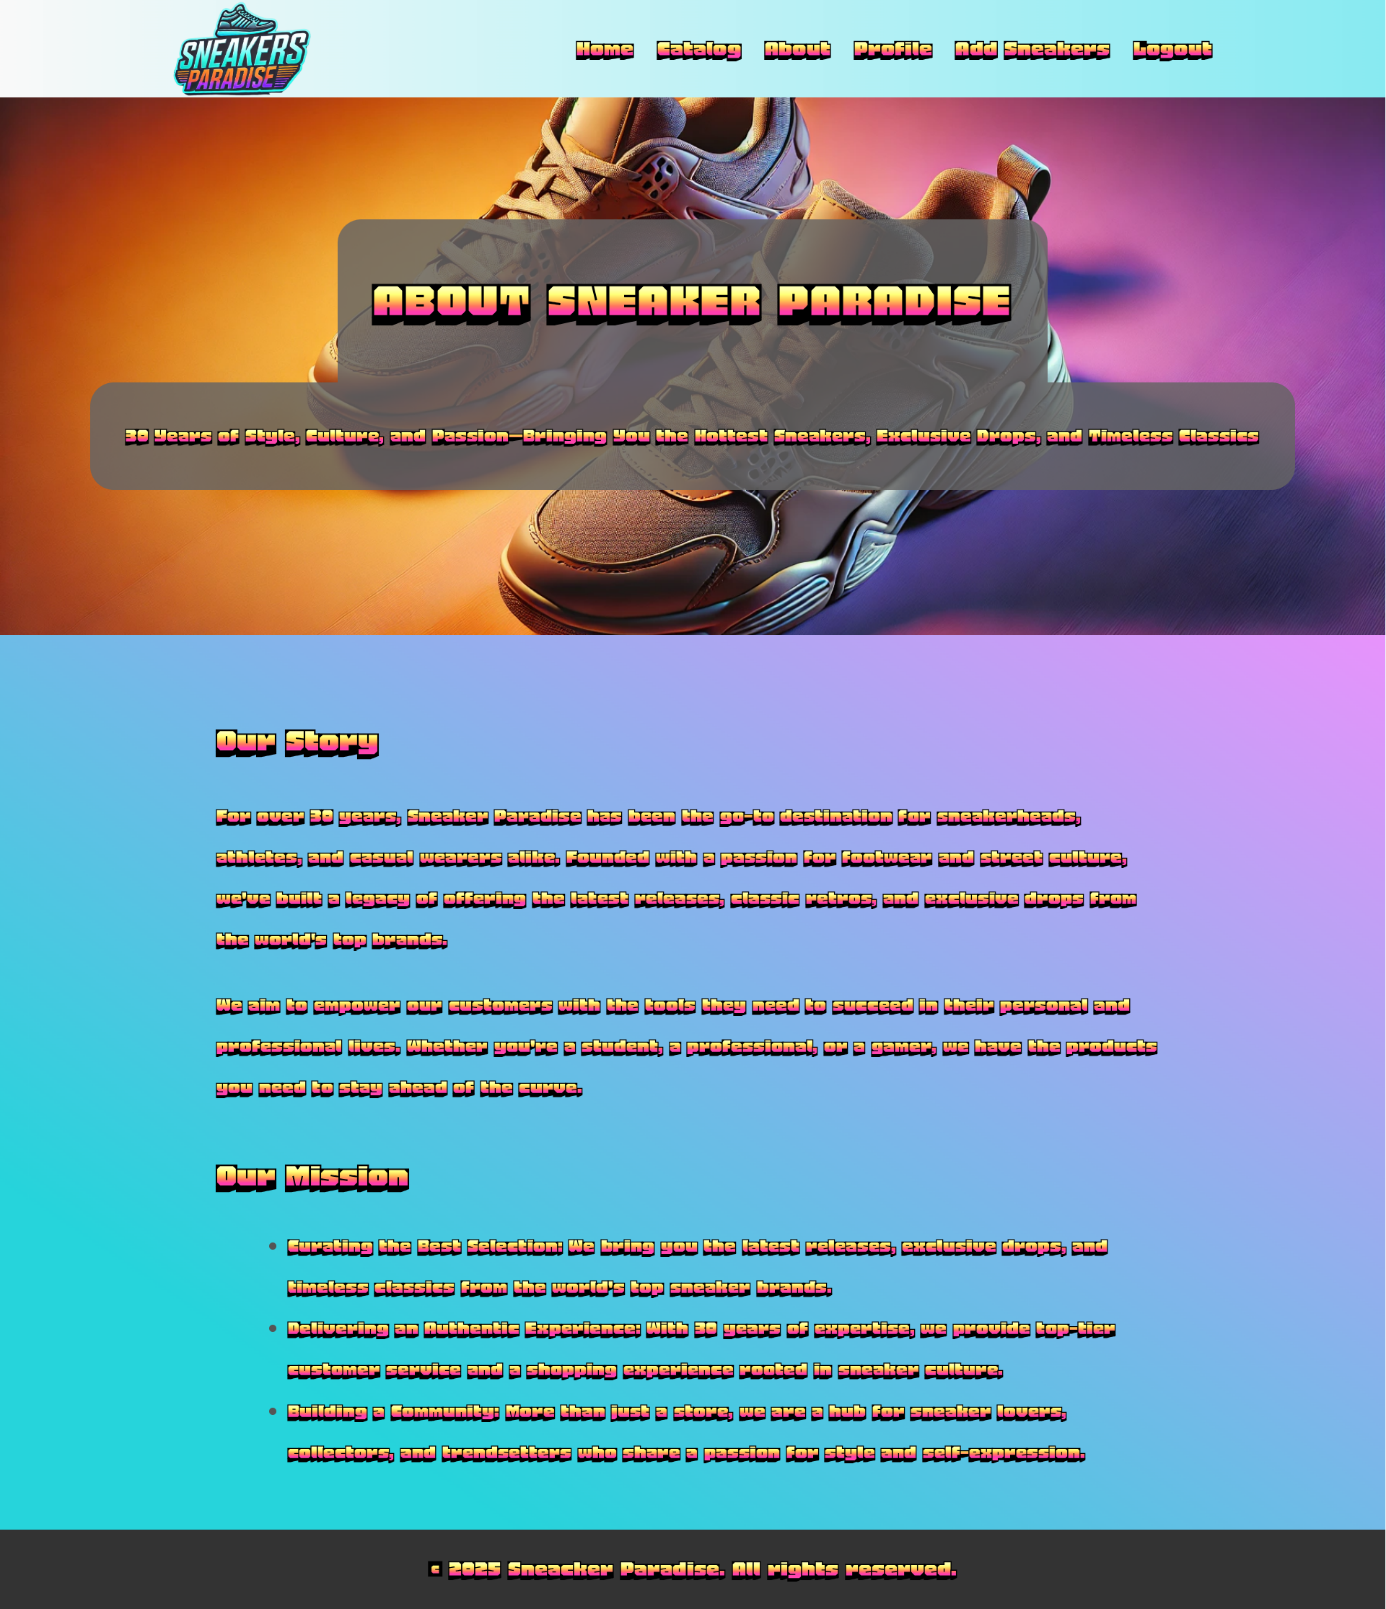 SNEAKERS
PARADISE
Home Catalog About Profile Add Sneakers Logout
ABOUT SNEAKER PARADISE
30 Years of Style, Culture, and Passion—Bringing You the Hottest Sneakers, Exclusive Drops, and Timeless Classics
Our Story
For over 30 years, Sneaker Paradise has been the go-to destination for sneakerheads,
athletes, and casual wearers alike. Founded with a passion for footwear and street culture,
we've built a legacy of offering the latest releases, classic retros, and exclusive drops from
the world's top brands.
We aim to empower our customers with the tools they need to succeed in their personal and
professional lives. Whether you're a student, a professional, or a gamer, we have the products
you need to stay ahead of the curve.
Our Mission
• Curating the Best Selection: We bring you the latest releases, exclusive drops, and
timeless classics from the world's top sneaker brands.
• Delivering an Authentic Experience: With 30 years of expertise, we provide top-tier
customer service and a shopping experience rooted in sneaker culture.
• Building a Community: More than just a store, we are a hub for sneaker lovers,
collectors, and trendsetters who share a passion for style and self-expression.
© 2025 Sneacker Paradise. All rights reserved.